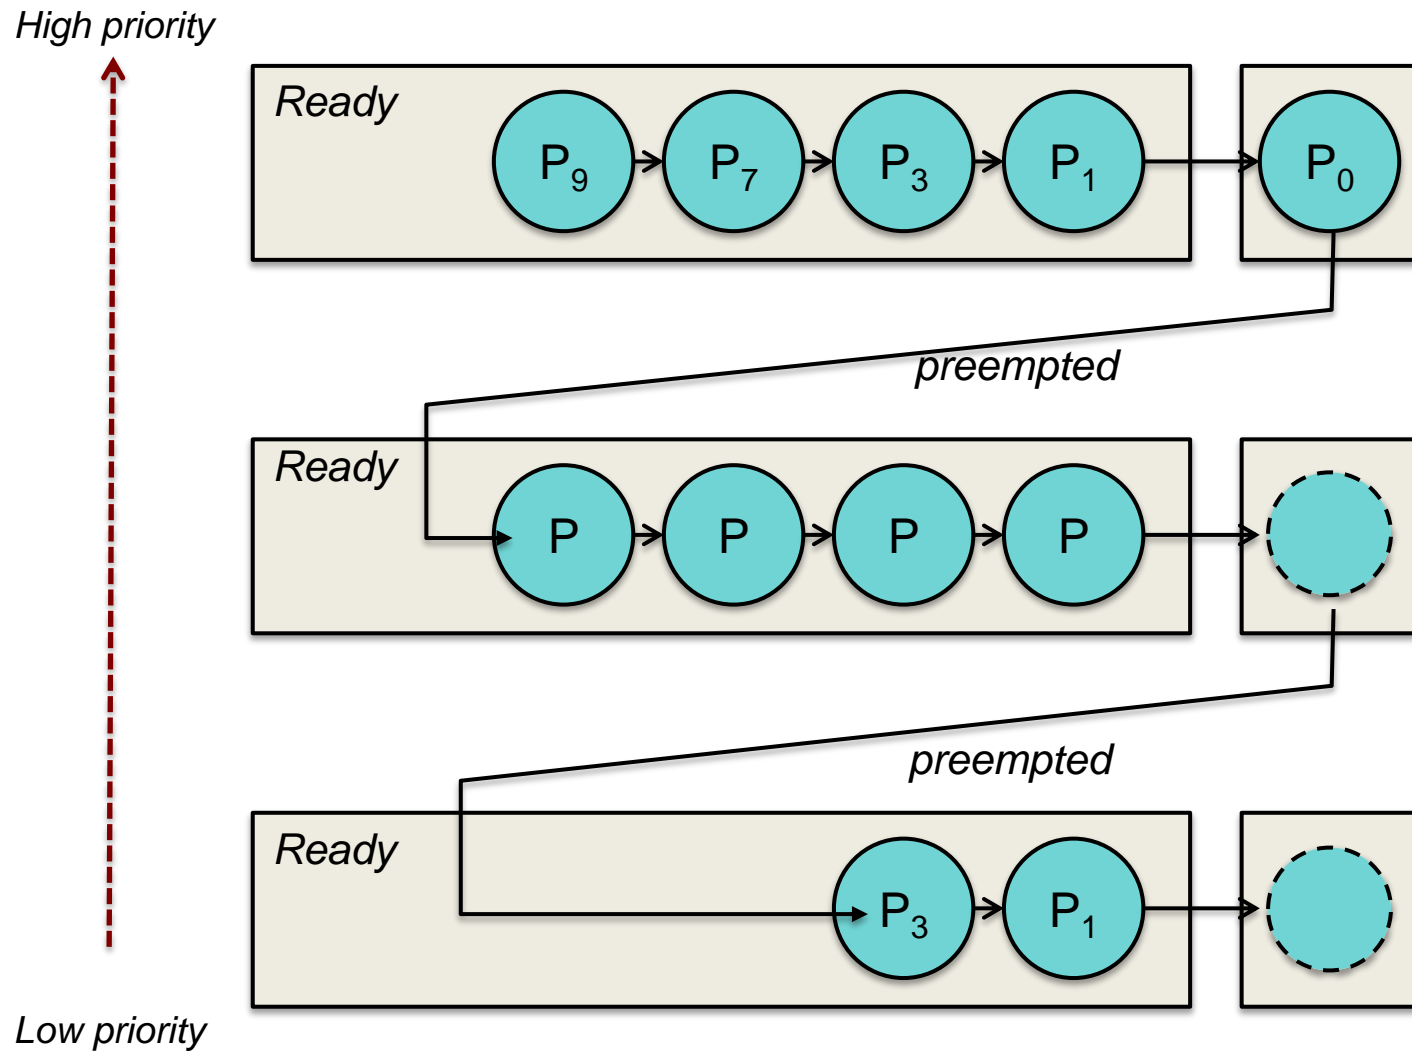 High priority
Ready
P9 P7 P3 P1 P0
preempted
Ready
P P P P
preempted
Ready
P3 P1
Low priority